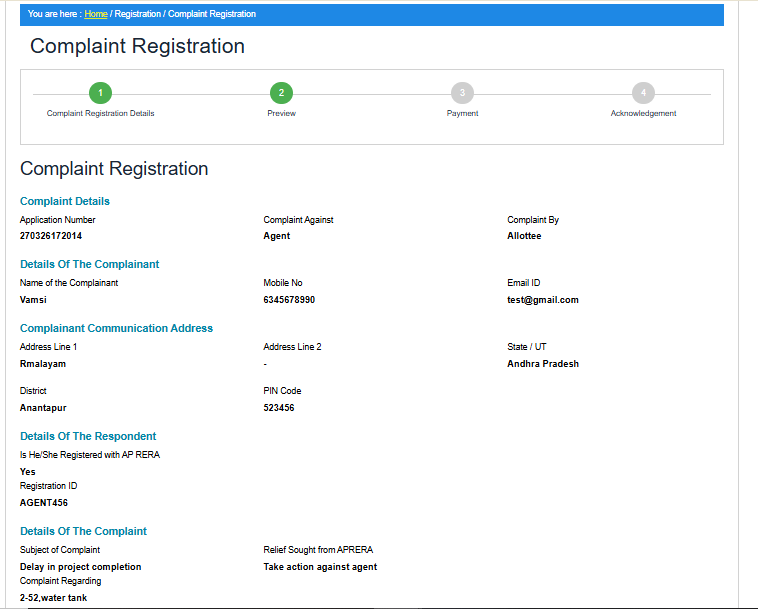 You are here : Home / Registration / Complaint Registration
Complaint Registration
1 2 3 4
Complaint Registration Details Preview Payment Acknowledgement
Complaint Registration
Complaint Details
Application Number Complaint Against Complaint By
270326172014 Agent Allottee
Details Of The Complainant
Name of the Complainant Mobile No Email ID
Vamsi 6345678990 test@gmail.com
Complainant Communication Address
Address Line 1 Address Line 2 State / UT
Rmalayam - Andhra Pradesh
District PIN Code
Anantapur 523456
Details Of The Respondent
Is He/She Registered with AP RERA
Yes
Registration ID
AGENT456
Details Of The Complaint
Subject of Complaint Relief Sought from APRERA
Delay in project completion Take action against agent
Complaint Regarding
2-52,water tank